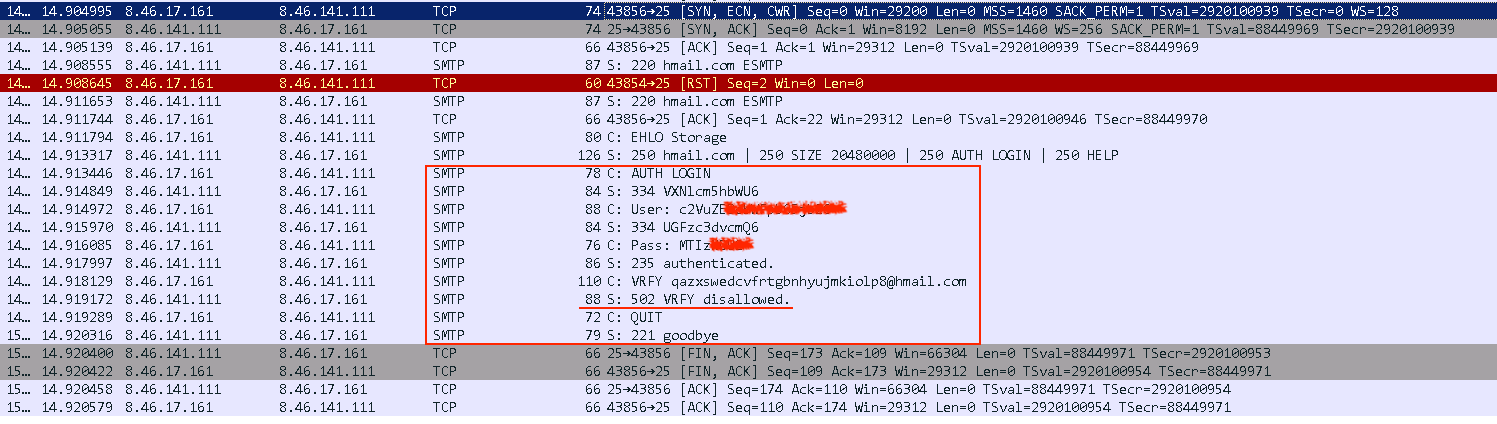 14... 14.904995 8.46.17.161 8.46.141.111 TCP 74 43856→25 [SYN, ECN, CWR] Seq=0 Win=29200 Len=0 MSS=1460 SACK_PERM=1 TSval=2920100939 TSecr=0 WS=128
14... 14.905055 8.46.141.111 8.46.17.161 TCP 74 25→43856 [SYN, ACK] Seq=0 Ack=1 Win=8192 Len=0 MSS=1460 WS=256 SACK_PERM=1 TSval=88449969 TSecr=2920100939
14... 14.905139 8.46.17.161 8.46.141.111 TCP 66 43856→25 [ACK] Seq=1 Ack=1 Win=29312 Len=0 TSval=2920100939 TSecr=88449969
14... 14.908555 8.46.141.111 8.46.17.161 SMTP 87 S: 220 hmail.com ESMTP
14... 14.908645 8.46.17.161 8.46.141.111 TCP 60 43854→25 [RST] Seq=2 Win=0 Len=0
14... 14.911653 8.46.141.111 8.46.17.161 SMTP 87 S: 220 hmail.com ESMTP
14... 14.911744 8.46.17.161 8.46.141.111 TCP 66 43856→25 [ACK] Seq=1 Ack=22 Win=29312 Len=0 TSval=2920100946 TSecr=88449970
14... 14.911794 8.46.17.161 8.46.141.111 SMTP 80 C: EHLO Storage
14... 14.913317 8.46.141.111 8.46.17.161 SMTP 126 S: 250 hmail.com | 250 SIZE 20480000 | 250 AUTH LOGIN | 250 HELP
14... 14.913446 8.46.17.161 8.46.141.111 SMTP 78 C: AUTH LOGIN
14... 14.914849 8.46.141.111 8.46.17.161 SMTP 84 S: 334 VXNlcm5hbWU6
14... 14.914972 8.46.17.161 8.46.141.111 SMTP 88 C: User: c2VuZE
14... 14.915970 8.46.141.111 8.46.17.161 SMTP 84 S: 334 UGFzc3dvcmQ6
14... 14.916085 8.46.17.161 8.46.141.111 SMTP 76 C: Pass: MTIz
14... 14.917997 8.46.141.111 8.46.17.161 SMTP 86 S: 235 authenticated.
14... 14.918129 8.46.17.161 8.46.141.111 SMTP 110 C: VRFY qazxswedcvfrtgbnhyujmkiolp8@hmail.com
14... 14.919172 8.46.141.111 8.46.17.161 SMTP 88 S: 502 VRFY disallowed.
14... 14.919289 8.46.17.161 8.46.141.111 SMTP 72 C: QUIT
15... 14.920316 8.46.141.111 8.46.17.161 SMTP 79 S: 221 goodbye
15... 14.920400 8.46.141.111 8.46.17.161 TCP 66 25→43856 [FIN, ACK] Seq=173 Ack=109 Win=66304 Len=0 TSval=88449971 TSecr=2920100953
15... 14.920422 8.46.17.161 8.46.141.111 TCP 66 43856→25 [FIN, ACK] Seq=109 Ack=173 Win=29312 Len=0 TSval=2920100954 TSecr=88449971
15... 14.920458 8.46.141.111 8.46.17.161 TCP 66 25→43856 [ACK] Seq=174 Ack=110 Win=66304 Len=0 TSval=88449971 TSecr=2920100954
15... 14.920579 8.46.17.161 8.46.141.111 TCP 66 43856→25 [ACK] Seq=110 Ack=174 Win=29312 Len=0 TSval=2920100954 TSecr=88449971